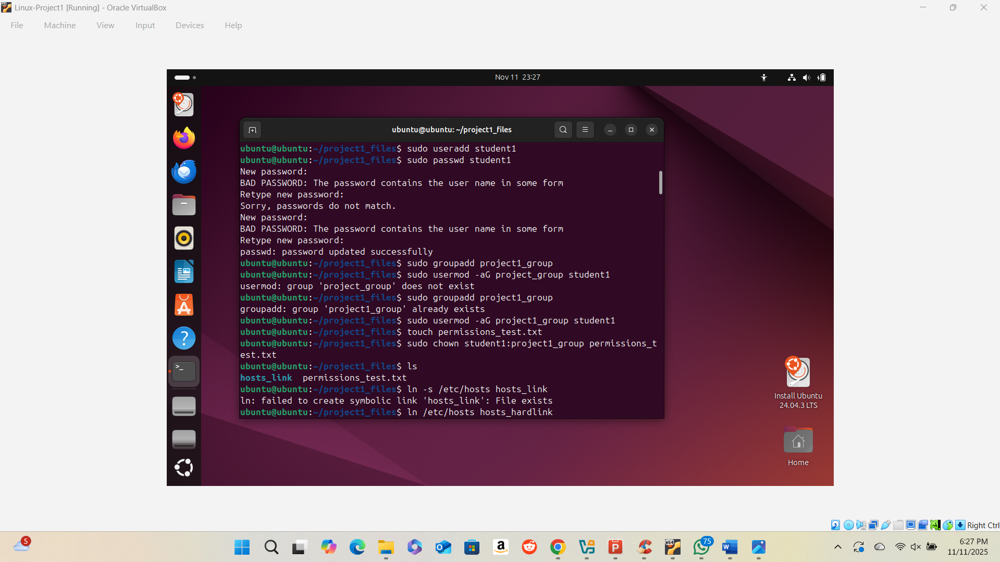 Linux-Project1 [Running] - Oracle VirtualBox
File Machine View Input Devices Help
Nov 11 23:27
ubuntu@ubuntu: ~/project1_files
ubuntu@ubuntu:~/project1_files$ sudo useradd student1
ubuntu@ubuntu:~/project1_files$ sudo passwd student1
New password:
BAD PASSWORD: The password contains the user name in some form
Retype new password:
Sorry, passwords do not match.
New password:
BAD PASSWORD: The password contains the user name in some form
Retype new password:
passwd: password updated successfully
ubuntu@ubuntu:~/project1_files$ sudo groupadd project1_group
ubuntu@ubuntu:~/project1_files$ sudo usermod -aG project_group student1
usermod: group 'project_group' does not exist
ubuntu@ubuntu:~/project1_files$ sudo groupadd project1_group
groupadd: group 'project1_group' already exists
ubuntu@ubuntu:~/project1_files$ sudo usermod -aG project1_group student1
ubuntu@ubuntu:~/project1_files$ touch permissions_test.txt
ubuntu@ubuntu:~/project1_files$ sudo chown student1:project1_group permissions_t
est.txt
ubuntu@ubuntu:~/project1_files$ ls
hosts_link  permissions_test.txt
ubuntu@ubuntu:~/project1_files$ ln -s /etc/hosts hosts_link
ln: failed to create symbolic link 'hosts_link': File exists
ubuntu@ubuntu:~/project1_files$ ln /etc/hosts hosts_hardlink
Install Ubuntu
24.04.3 LTS
Home
Right Ctrl
5
75
6:27 PM
11/11/2025